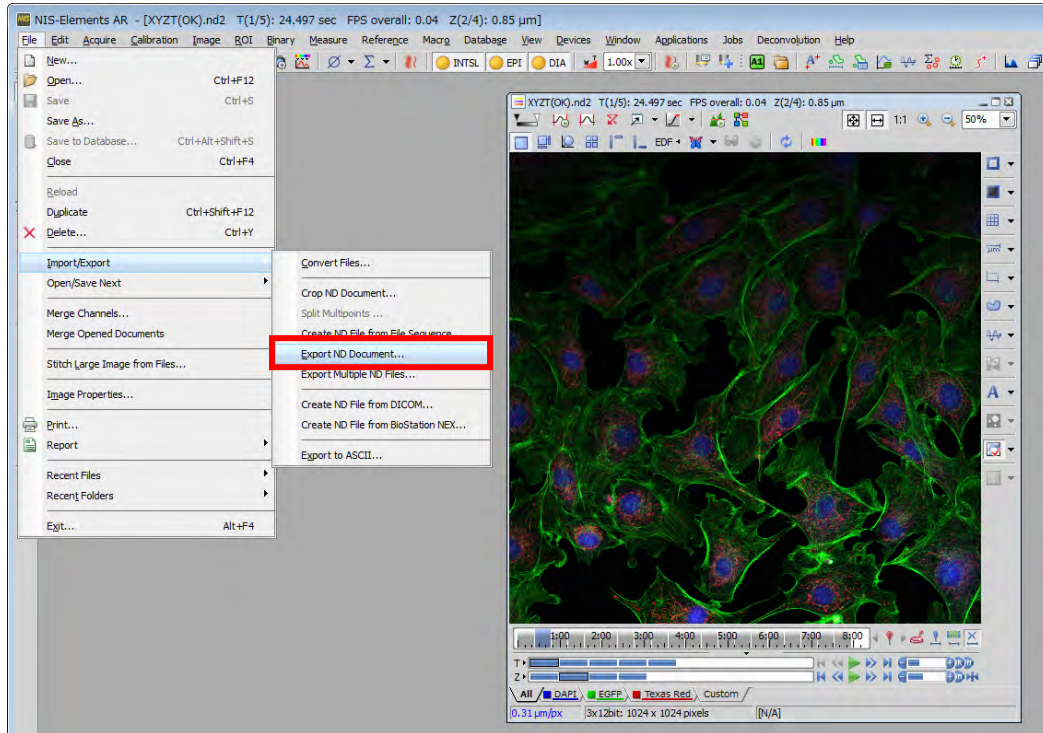 NIS-Elements AR - [XYZT(OK).nd2 T(1/5): 24.497 sec FPS overall: 0.04 Z(2/4): 0.85 µm]
File Edit Acquire Calibration Image ROI Binary Measure Reference Macro Database View Devices Window Applications Jobs Deconvolution Help
INTSL EPI DIA 1.00x
New...
Open... Ctrl+F12
Save Ctrl+S
Save As...
Save to Database... Ctrl+Alt+Shift+S
Close Ctrl+F4
Reload
Duplicate Ctrl+Shift+F12
Delete... Ctrl+Y
Import/Export
Open/Save Next
Merge Channels...
Merge Opened Documents
Stitch Large Image from Files...
Image Properties...
Print...
Report
Recent Files
Recent Folders
Exit... Alt+F4
Convert Files...
Crop ND Document...
Split Multipoints ...
Create ND File from File Sequence
Export ND Document...
Export Multiple ND Files...
Create ND File from DICOM...
Create ND File from BioStation NEX...
Export to ASCII...
XYZT(OK).nd2 T(1/5): 24.497 sec FPS overall: 0.04 Z(2/4): 0.85 µm
1:1 50%
EDF
1:00 2:00 3:00 4:00 5:00 6:00 7:00 8:00
T
Z
All DAPI EGFP Texas Red Custom
0.31 µm/px 3x12bit: 1024 x 1024 pixels [N/A]